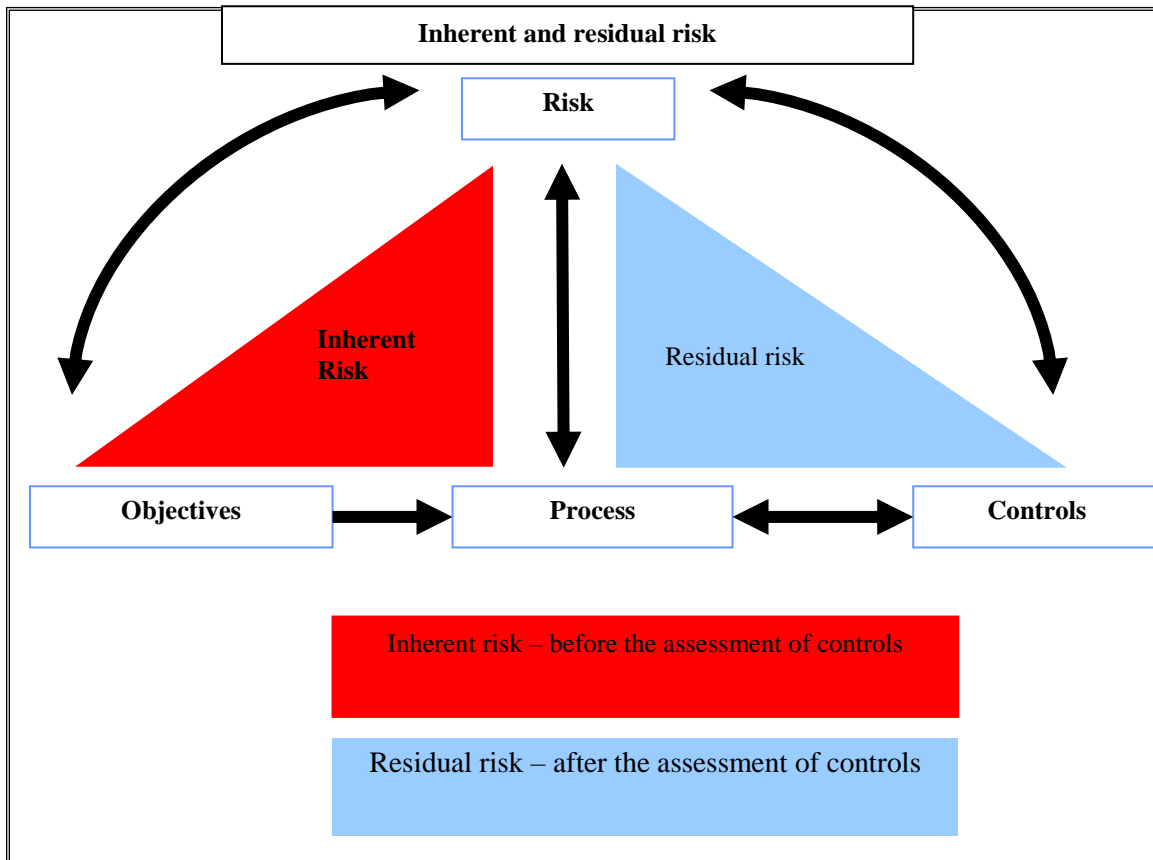 Inherent and residual risk
Risk
Inherent
Risk
Residual risk
Objectives
Process
Controls
Inherent risk – before the assessment of controls
Residual risk – after the assessment of controls